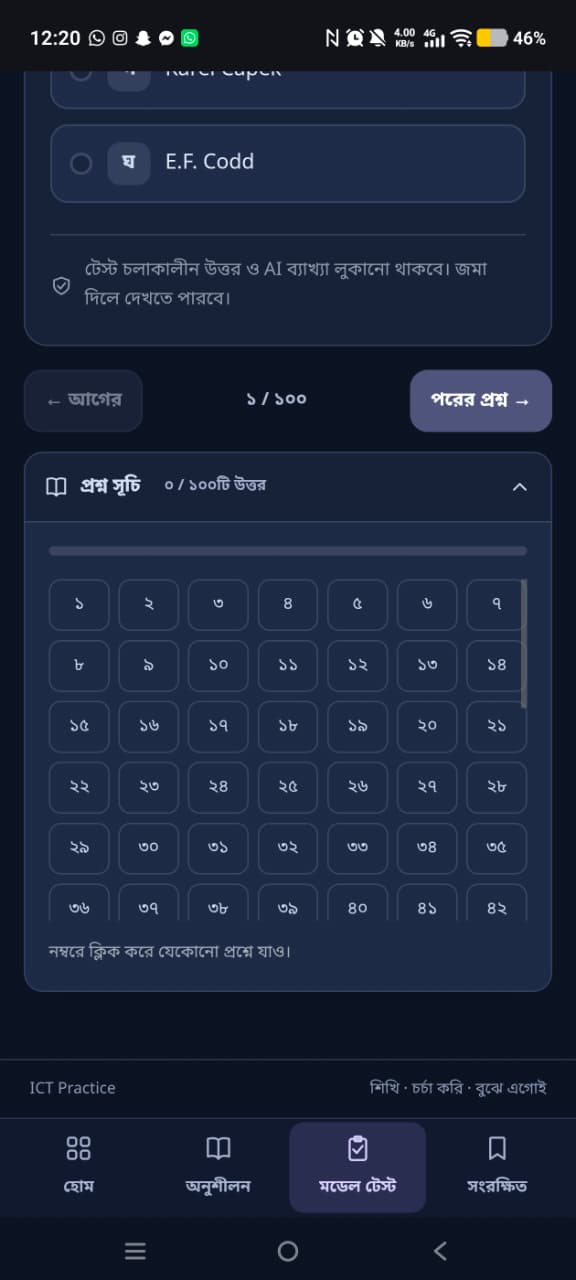 12:20 4.00 KB/s 4G 46%
Karel Capek
ঘ E.F. Codd
টেস্ট চলাকালীন উত্তর ও AI ব্যাখ্যা লুকানো থাকবে। জমা
দিলে দেখতে পারবে।
← আগের ১ / ১০০ পরের প্রশ্ন →
প্রশ্ন সূচি ০ / ১০০টি উত্তর
১ ২ ৩ ৪ ৫ ৬ ৭
৮ ৯ ১০ ১১ ১২ ১৩ ১৪
১৫ ১৬ ১৭ ১৮ ১৯ ২০ ২১
২২ ২৩ ২৪ ২৫ ২৬ ২৭ ২৮
২৯ ৩০ ৩১ ৩২ ৩৩ ৩৪ ৩৫
৩৬ ৩৭ ৩৮ ৩৯ ৪০ ৪১ ৪২
নম্বরে ক্লিক করে যেকোনো প্রশ্নে যাও।
ICT Practice শিখি · চর্চা করি · বুঝে এগোই
হোম অনুশীলন মডেল টেস্ট সংরক্ষিত